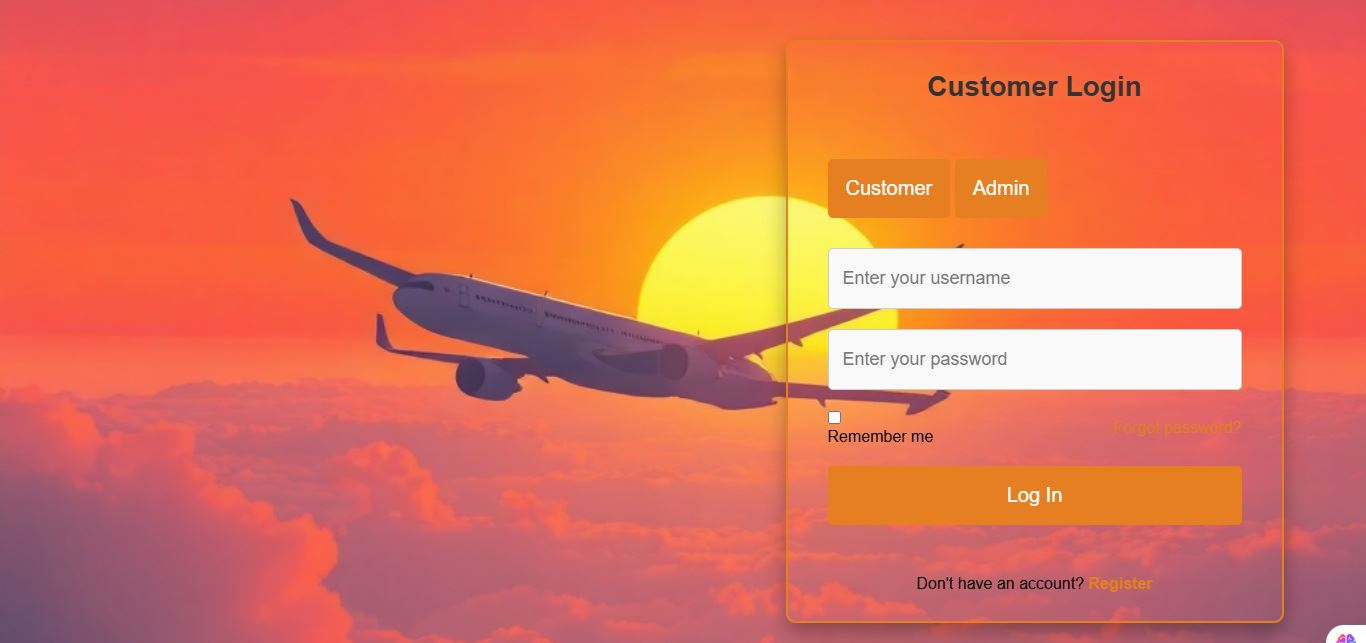 Customer Login
Customer Admin
Enter your username
Enter your password
Remember me
Forgot password?
Log In
Don't have an account? Register